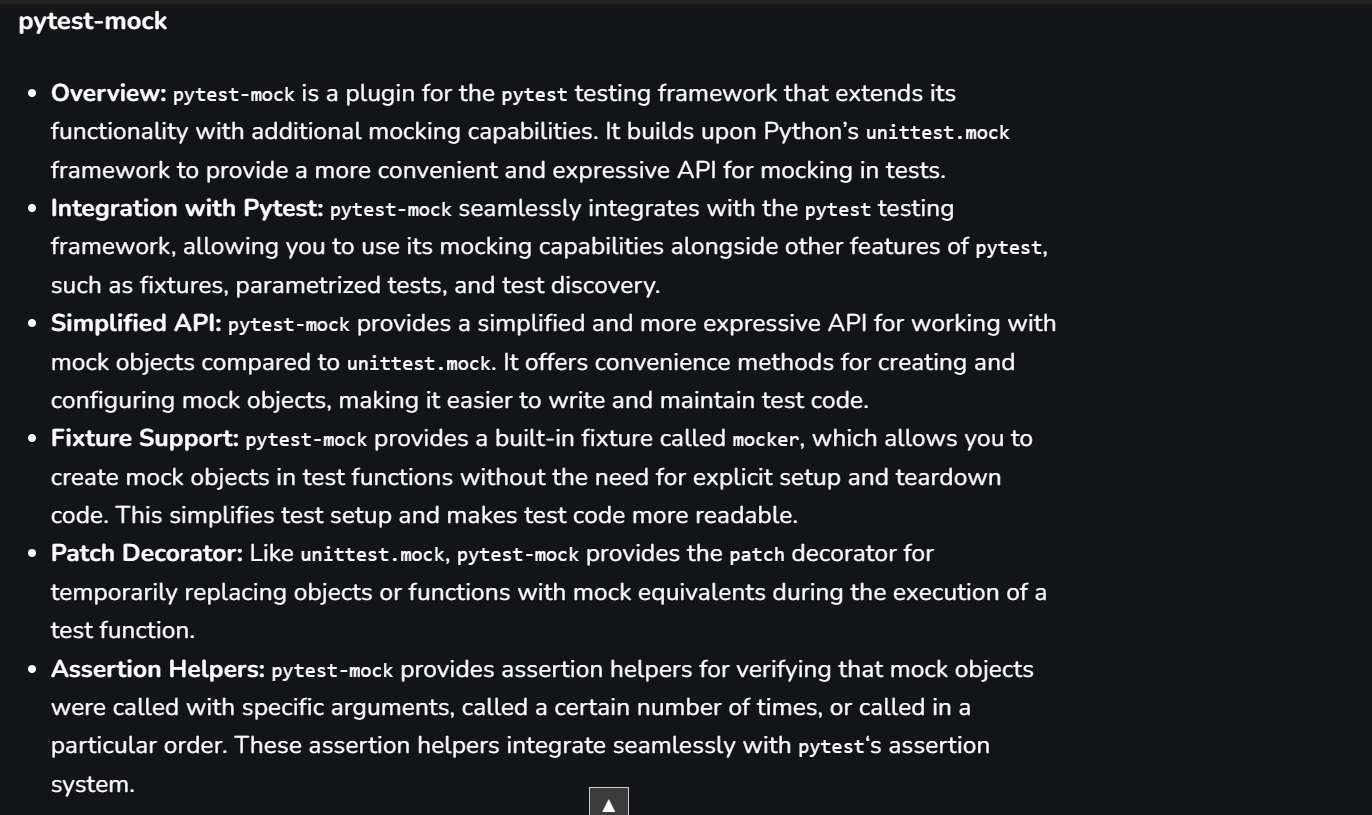 pytest-mock
• Overview: pytest-mock is a plugin for the pytest testing framework that extends its
functionality with additional mocking capabilities. It builds upon Python’s unittest.mock
framework to provide a more convenient and expressive API for mocking in tests.
• Integration with Pytest: pytest-mock seamlessly integrates with the pytest testing
framework, allowing you to use its mocking capabilities alongside other features of pytest,
such as fixtures, parametrized tests, and test discovery.
• Simplified API: pytest-mock provides a simplified and more expressive API for working with
mock objects compared to unittest.mock. It offers convenience methods for creating and
configuring mock objects, making it easier to write and maintain test code.
• Fixture Support: pytest-mock provides a built-in fixture called mocker, which allows you to
create mock objects in test functions without the need for explicit setup and teardown
code. This simplifies test setup and makes test code more readable.
• Patch Decorator: Like unittest.mock, pytest-mock provides the patch decorator for
temporarily replacing objects or functions with mock equivalents during the execution of a
test function.
• Assertion Helpers: pytest-mock provides assertion helpers for verifying that mock objects
were called with specific arguments, called a certain number of times, or called in a
particular order. These assertion helpers integrate seamlessly with pytest‘s assertion
system.